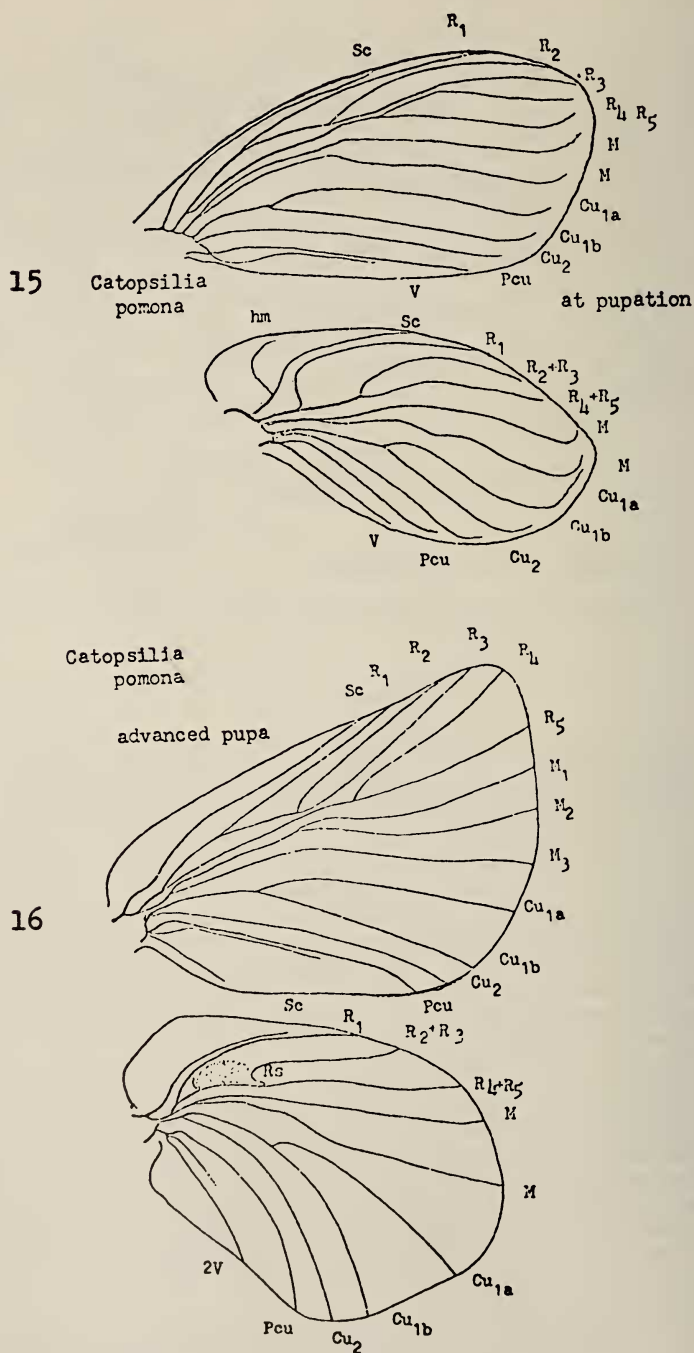 R₁
Sc
R₂
R₃
R₄ R₅
M
M
Cu₁ₐ
Cu₁b
Cu₂
Pcu
V
15
Catopsilia
pomona
at pupation
hm
Sc
R₁
R₂+R₃
R₄+R₅
M
M
Cu₁ₐ
Cu₁b
Cu₂
Pcu
V
Catopsilia
pomona
advanced pupa
Sc
R₁
R₂
R₃
R₄
R₅
M₁
M₂
M₃
Cu₁ₐ
Cu₁b
Cu₂
Pcu
16
Sc
R₁
R₂+R₃
Rs
R₄+R₅
M
M
Cu₁ₐ
Cu₁b
Cu₂
Pcu
2V